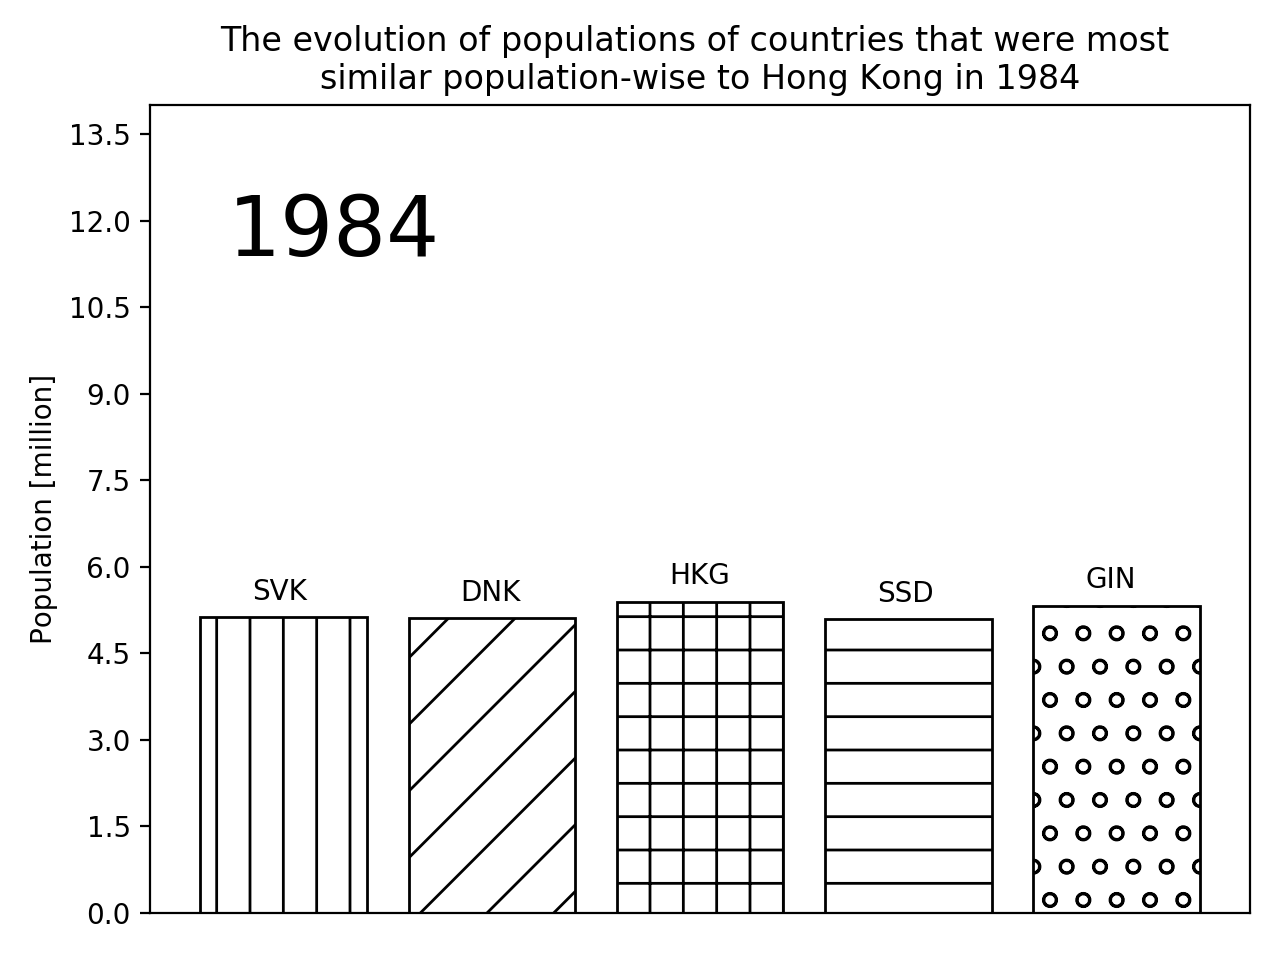 The evolution of populations of countries that were most
similar population-wise to Hong Kong in 1984
13.5
12.0
10.5
9.0
7.5
6.0
4.5
3.0
1.5
0.0
Population [million]
1984
SVK
DNK
HKG
SSD
GIN